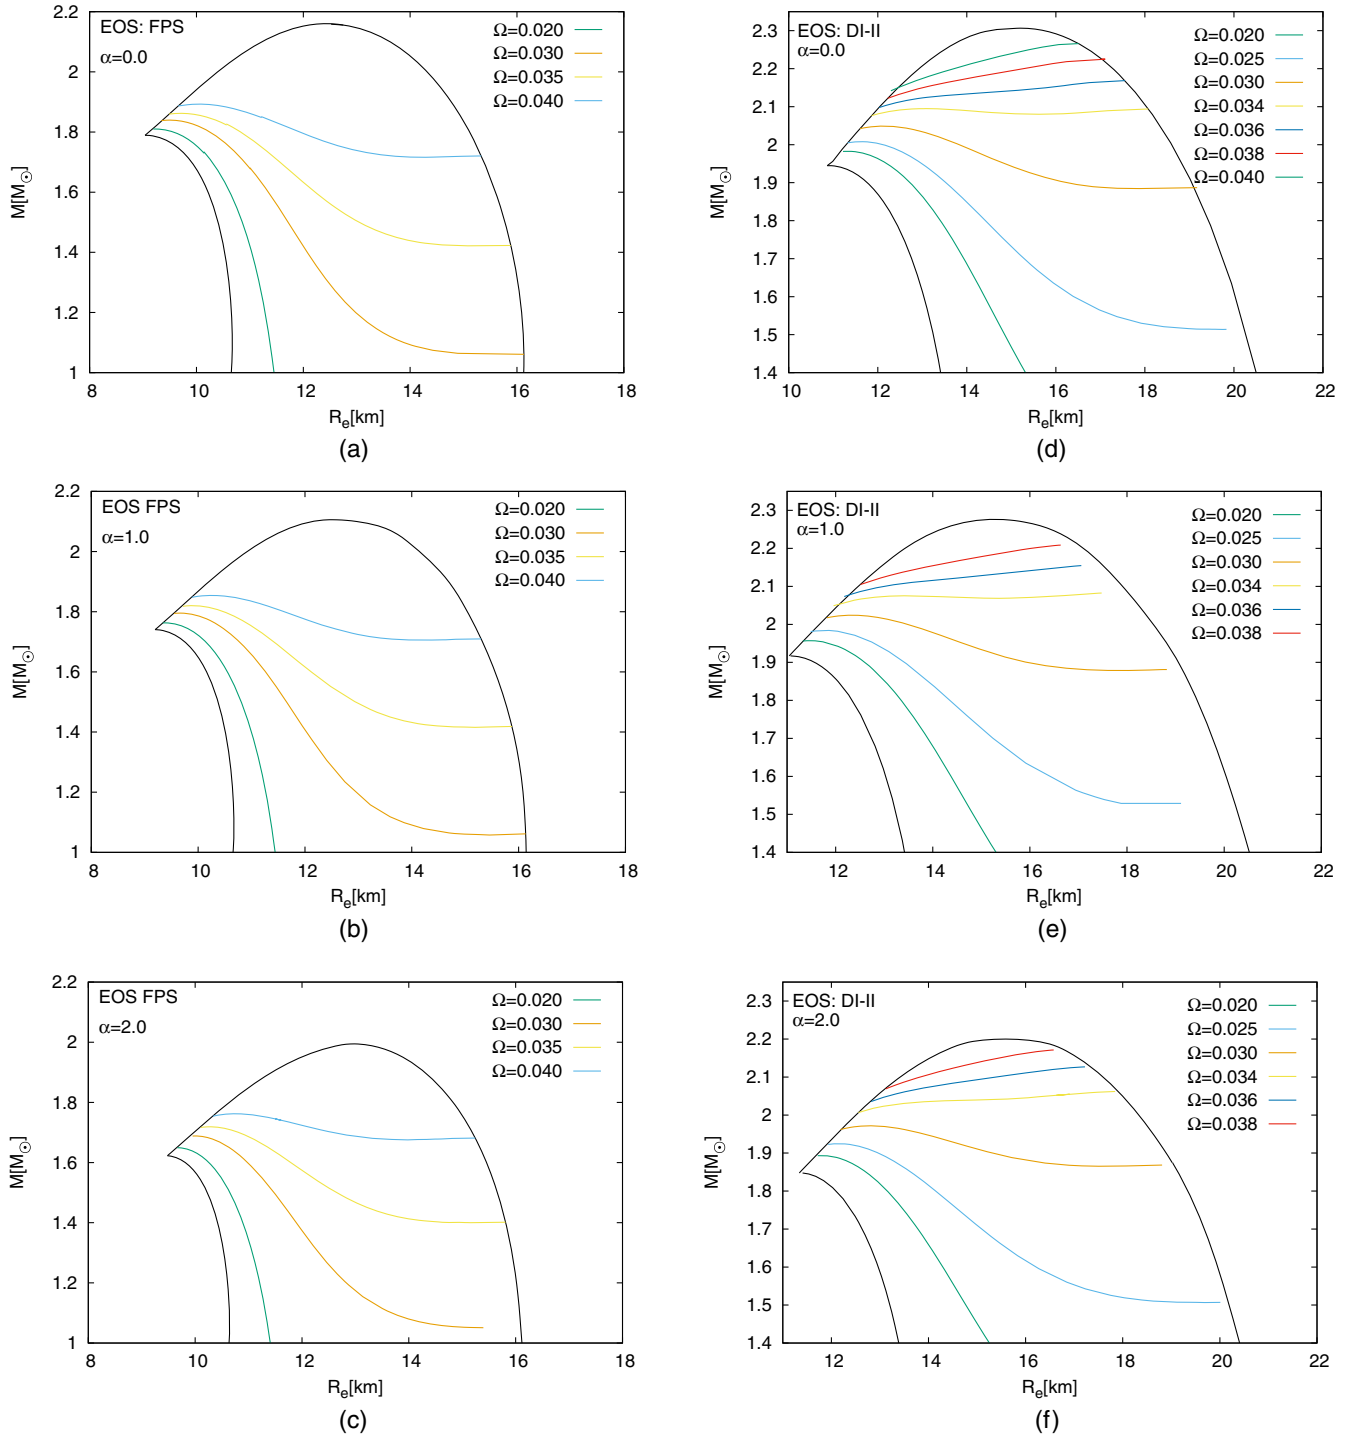 EOS: FPS
α=0.0
Ω=0.020
Ω=0.030
Ω=0.035
Ω=0.040
2.2
2
1.8
1.6
1.4
1.2
1
M[M⊙]
8 10 12 14 16 18
Re[km]
(a)
EOS: DI-II
α=0.0
Ω=0.020
Ω=0.025
Ω=0.030
Ω=0.034
Ω=0.036
Ω=0.038
Ω=0.040
2.3
2.2
2.1
2
1.9
1.8
1.7
1.6
1.5
1.4
M[M⊙]
10 12 14 16 18 20 22
Re[km]
(d)
EOS FPS
α=1.0
Ω=0.020
Ω=0.030
Ω=0.035
Ω=0.040
2.2
2
1.8
1.6
1.4
1.2
1
M[M⊙]
8 10 12 14 16 18
Re[km]
(b)
EOS: DI-II
α=1.0
Ω=0.020
Ω=0.025
Ω=0.030
Ω=0.034
Ω=0.036
Ω=0.038
2.3
2.2
2.1
2
1.9
1.8
1.7
1.6
1.5
1.4
M[M⊙]
12 14 16 18 20 22
Re[km]
(e)
EOS FPS
α=2.0
Ω=0.020
Ω=0.030
Ω=0.035
Ω=0.040
2.2
2
1.8
1.6
1.4
1.2
1
M[M⊙]
8 10 12 14 16 18
Re[km]
(c)
EOS: DI-II
α=2.0
Ω=0.020
Ω=0.025
Ω=0.030
Ω=0.034
Ω=0.036
Ω=0.038
2.3
2.2
2.1
2
1.9
1.8
1.7
1.6
1.5
1.4
M[M⊙]
12 14 16 18 20 22
Re[km]
(f)